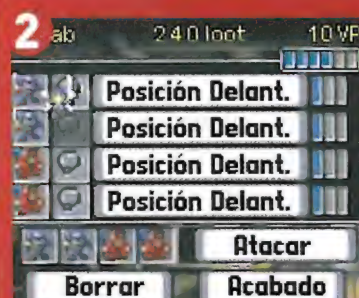 2
ab 240 loot 10 VP
Posición Delant.
Posición Delant.
Posición Delant.
Posición Delant.
Atacar
Borrar Acabado